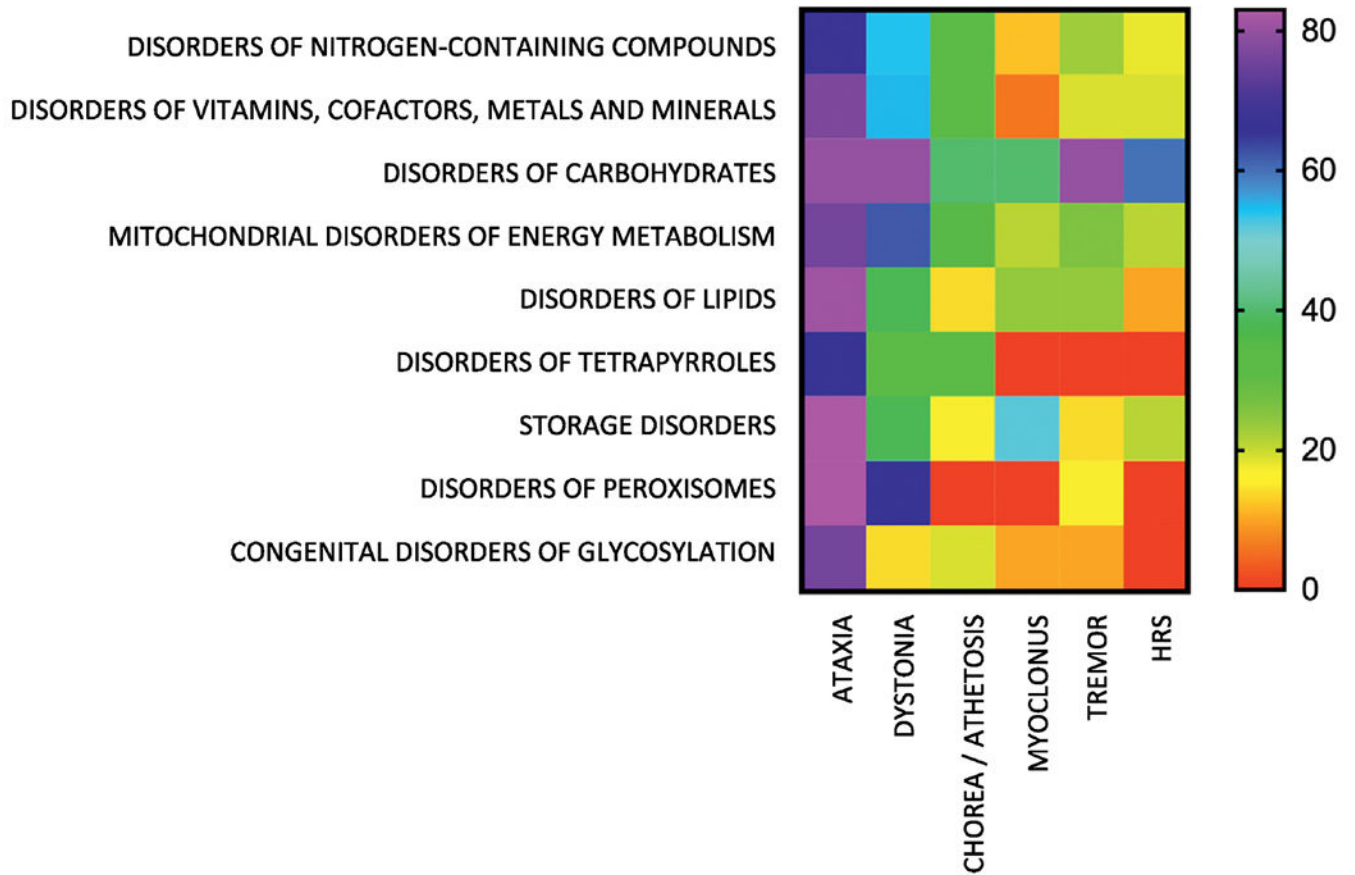 DISORDERS OF NITROGEN-CONTAINING COMPOUNDS
DISORDERS OF VITAMINS, COFACTORS, METALS AND MINERALS
DISORDERS OF CARBOHYDRATES
MITOCHONDRIAL DISORDERS OF ENERGY METABOLISM
DISORDERS OF LIPIDS
DISORDERS OF TETRAPYRROLES
STORAGE DISORDERS
DISORDERS OF PEROXISOMES
CONGENITAL DISORDERS OF GLYCOSYLATION
ATAXIA
DYSTONIA
CHOREA / ATHETOSIS
MYOCLONUS
TREMOR
HRS
80
60
40
20
0